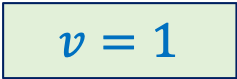 v = 1